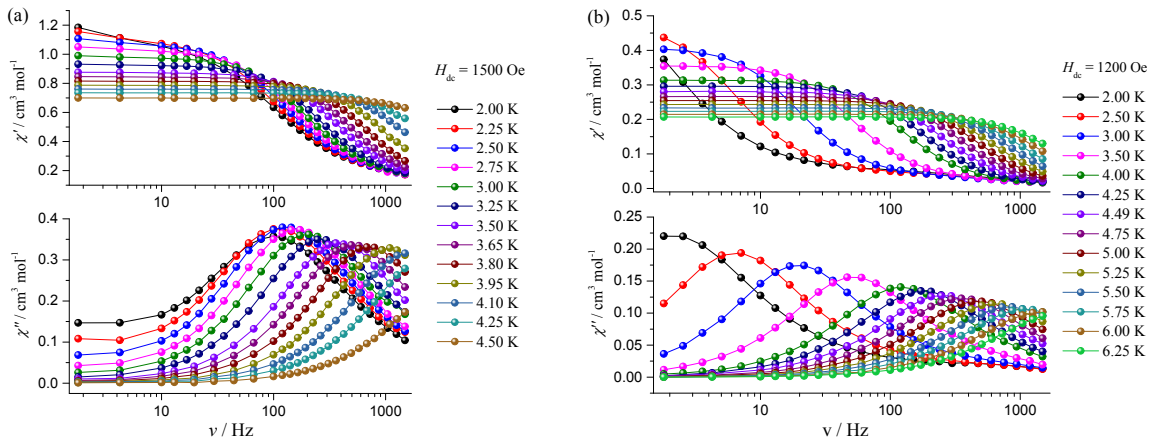 (a)
1.2
1.0
0.8
0.6
0.4
0.2
χ′ / cm³ mol⁻¹
0.4
0.3
0.2
0.1
0.0
χ″ / cm³ mol⁻¹
10
100
1000
ν / Hz
H_dc = 1500 Oe
2.00 K
2.25 K
2.50 K
2.75 K
3.00 K
3.25 K
3.50 K
3.65 K
3.80 K
3.95 K
4.10 K
4.25 K
4.50 K
(b)
0.5
0.4
0.3
0.2
0.1
0.0
χ′ / cm³ mol⁻¹
10
100
1000
0.25
0.20
0.15
0.10
0.05
0.00
χ″ / cm³ mol⁻¹
10
100
1000
ν / Hz
H_dc = 1200 Oe
2.00 K
2.50 K
3.00 K
3.50 K
4.00 K
4.25 K
4.49 K
4.75 K
5.00 K
5.25 K
5.50 K
5.75 K
6.00 K
6.25 K